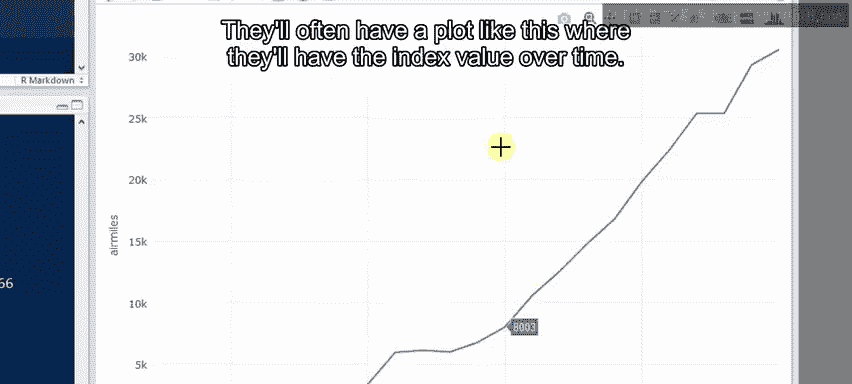 They'll often have a plot like this where
they'll have the index value over time.
30k
R Markdown
25k
20k
airmiles
15k
66
10k
8003
5k